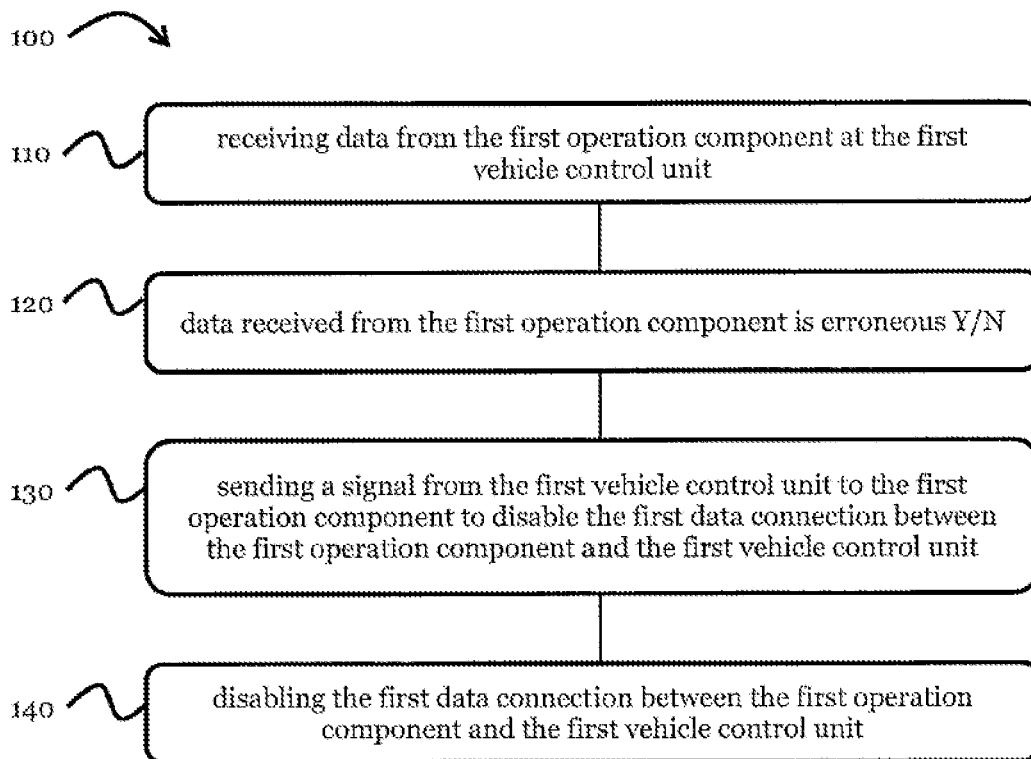 100
110
receiving data from the first operation component at the first
vehicle control unit
120
data received from the first operation component is erroneous Y/N
130
sending a signal from the first vehicle control unit to the first
operation component to disable the first data connection between
the first operation component and the first vehicle control unit
140
disabling the first data connection between the first operation
component and the first vehicle control unit